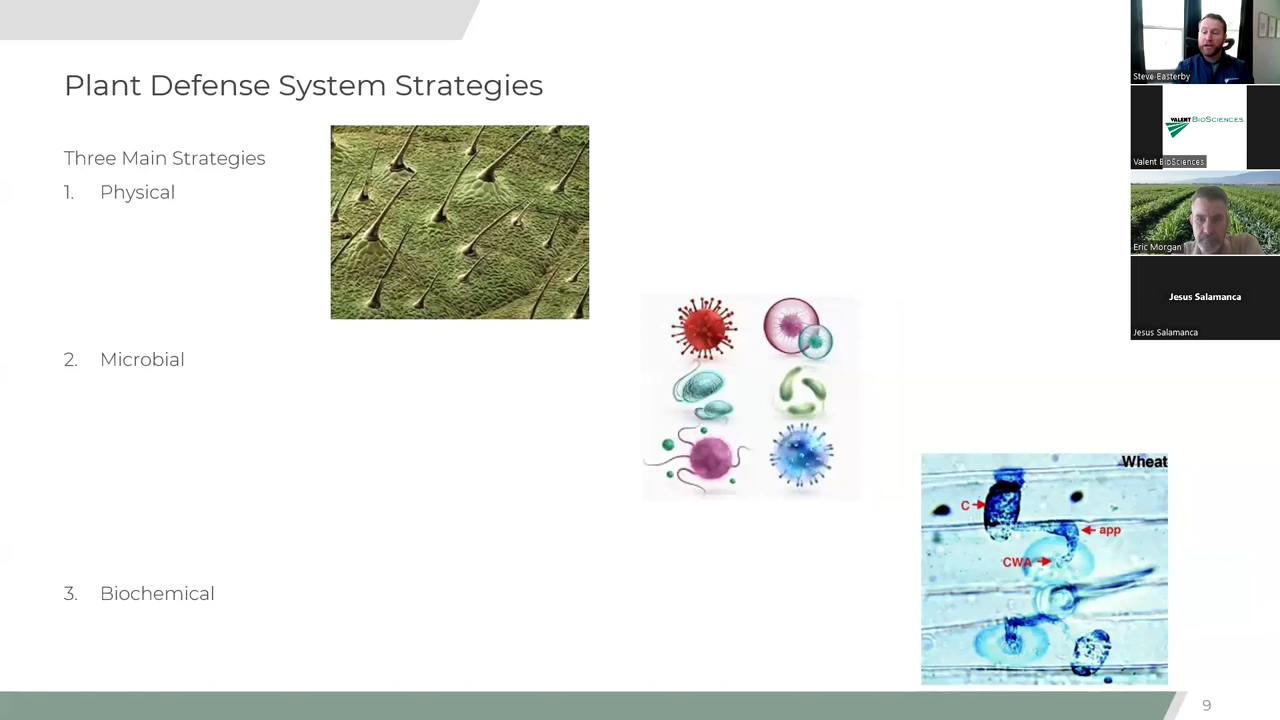 Plant Defense System Strategies
Three Main Strategies
1. Physical
2. Microbial
3. Biochemical
Wheat
C
app
CWA
9
Steve Easterby
VALENT BIOSCIENCES
Valent BioSciences
Eric Morgan
Jesus Salamanca
Jesus Salamanca